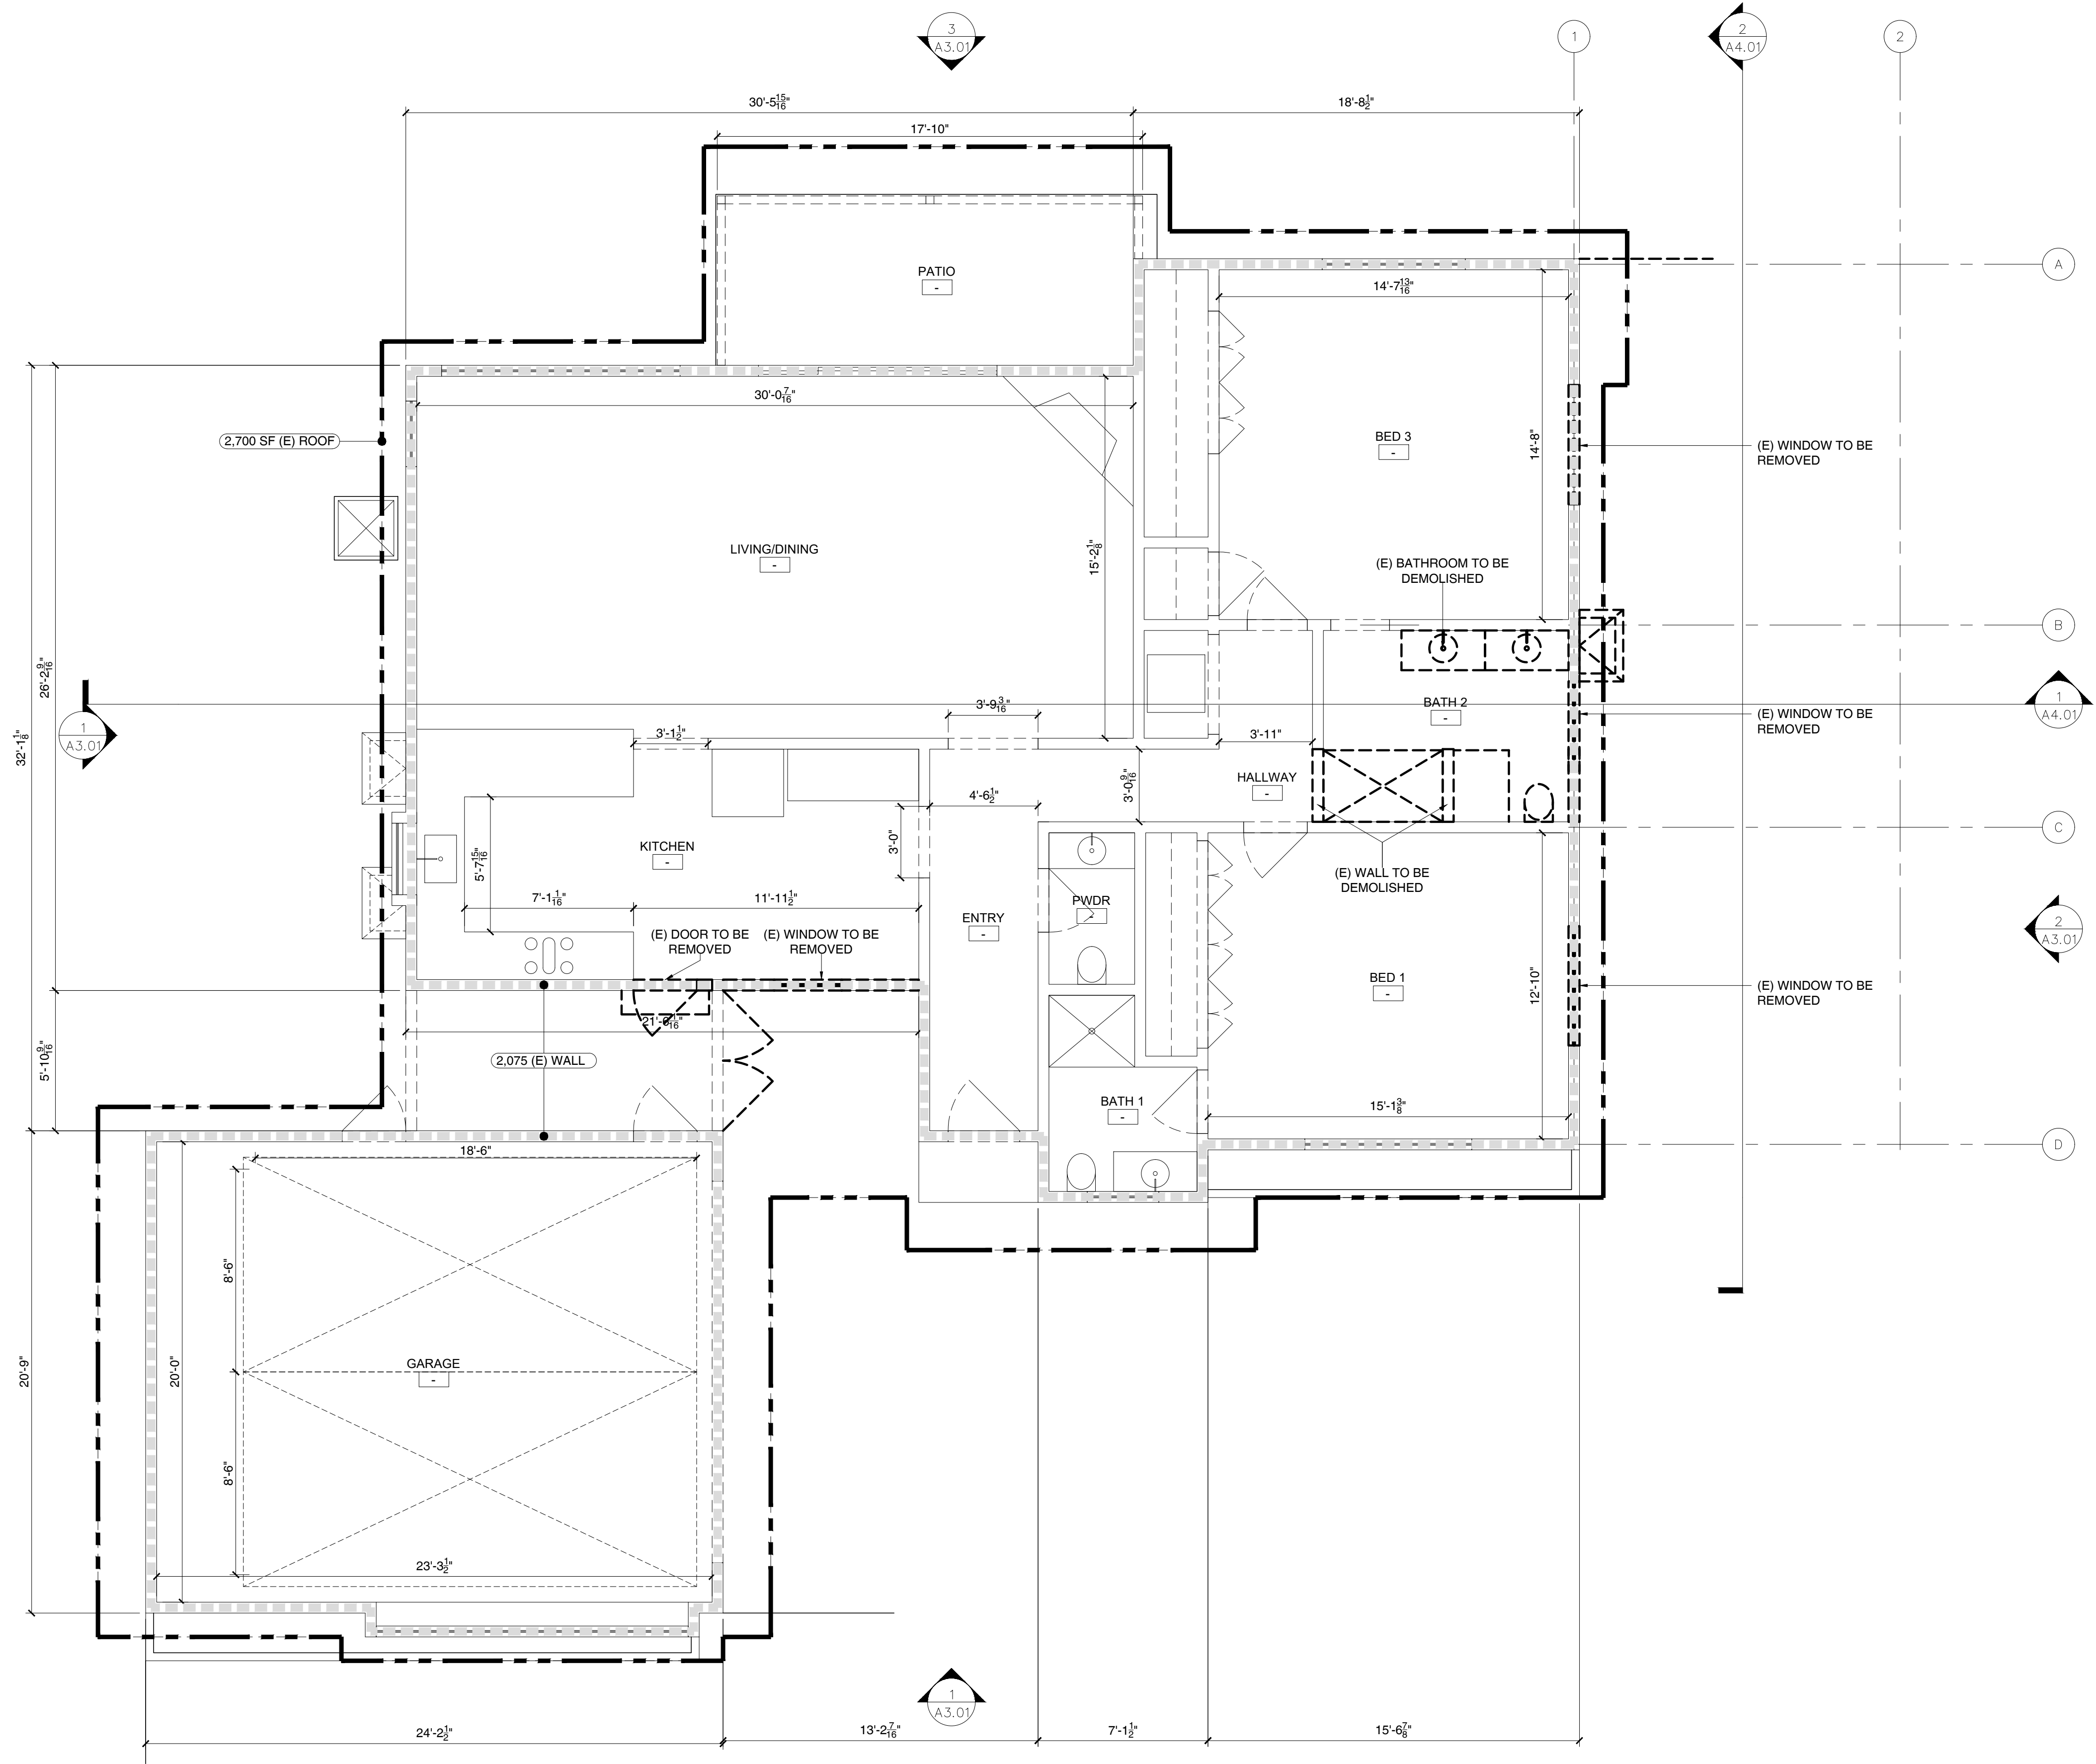 3
A3.01
1
2
A4.01
2
30'-5 15/16"
18'-8 1/2"
17'-10"
PATIO
-
A
14'-7 13/16"
30'-0 7/16"
2,700 SF (E) ROOF
BED 3
-
14'-8"
(E) WINDOW TO BE
REMOVED
LIVING/DINING
-
15'-2 1/8"
(E) BATHROOM TO BE
DEMOLISHED
B
26'-2 9/16"
32'-1 1/8"
1
A3.01
3'-9 3/16"
3'-1 1/2"
3'-11"
BATH 2
-
(E) WINDOW TO BE
REMOVED
1
A4.01
HALLWAY
-
3'-0 9/16"
4'-6 1/2"
3'-0"
KITCHEN
-
5'-7 15/16"
C
(E) WALL TO BE
DEMOLISHED
7'-1 1/16"
11'-11 1/2"
PWDR
-
ENTRY
-
(E) DOOR TO BE
REMOVED
(E) WINDOW TO BE
REMOVED
2
A3.01
BED 1
-
12'-10"
(E) WINDOW TO BE
REMOVED
2,075 (E) WALL
5'-10 9/16"
BATH 1
-
15'-1 3/8"
D
18'-6"
8'-6"
GARAGE
-
20'-0"
20'-9"
8'-6"
23'-3 1/2"
1
A3.01
24'-2 1/2"
13'-2 7/16"
7'-1 1/2"
15'-6 7/8"